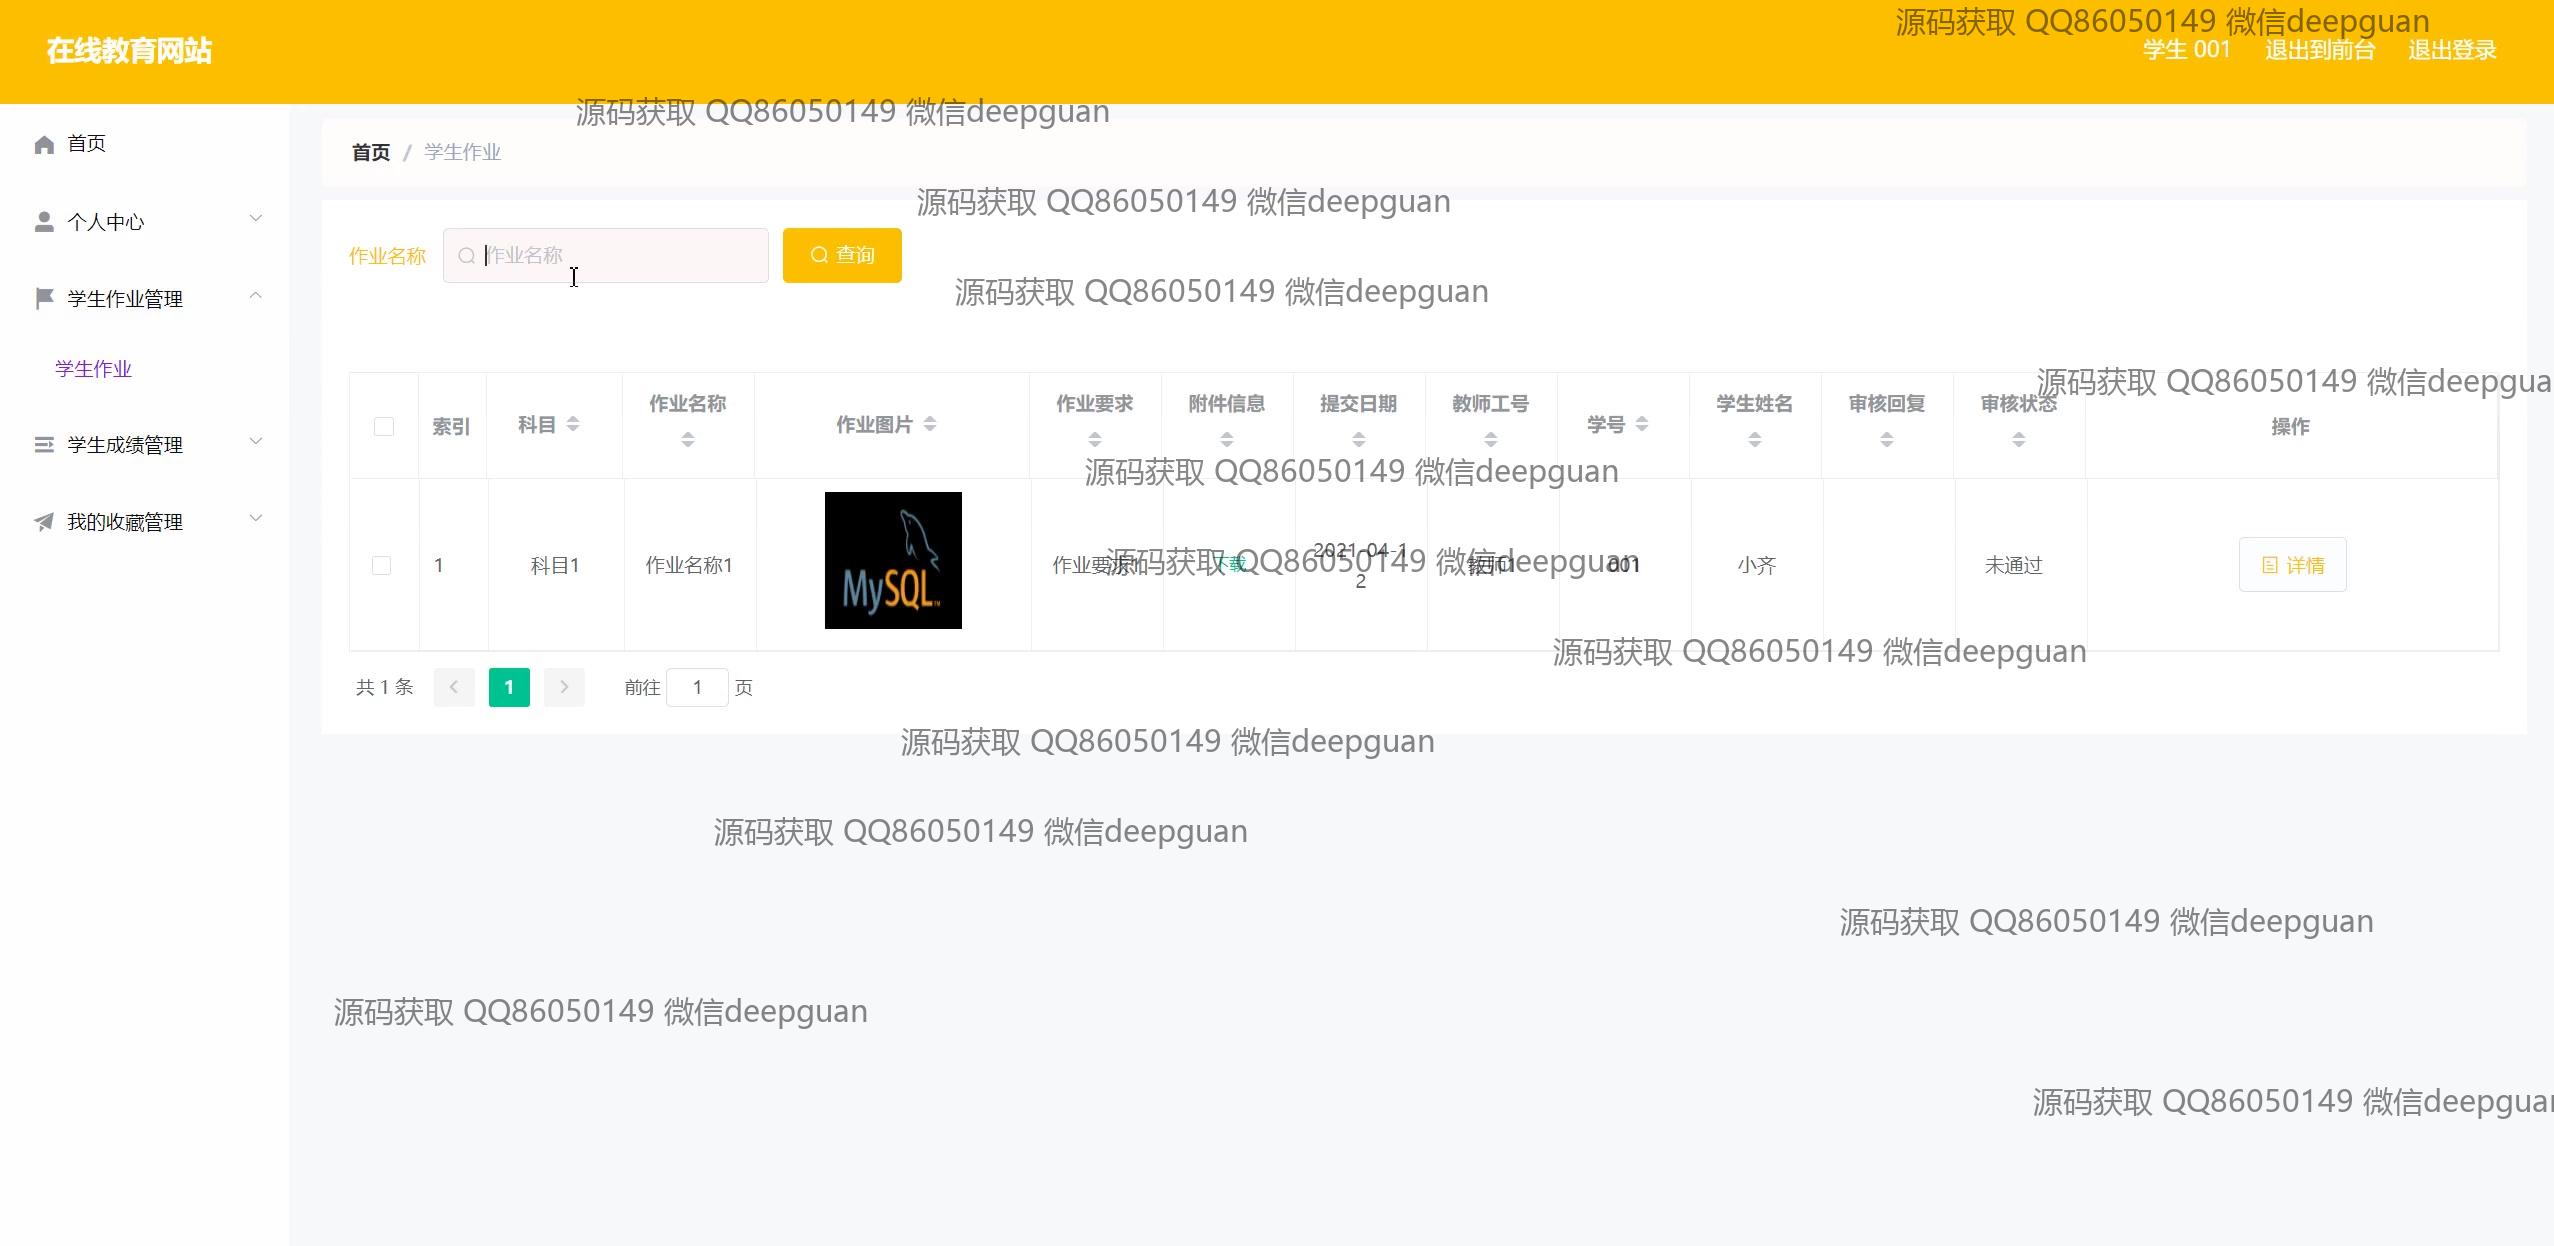 源码获取 QQ86050149 微信deepguan
在线教育网站
学生 001 退出到前台 退出登录
源码获取 QQ86050149 微信deepguan
首页
首页 / 学生作业
源码获取 QQ86050149 微信deepguan
个人中心
作业名称 作业名称 查询
源码获取 QQ86050149 微信deepguan
学生作业管理
学生作业
源码获取 QQ86050149 微信deepgua
索引 科目 作业名称 作业图片 作业要求 附件信息 提交日期 教师工号 学号 学生姓名 审核回复 审核状态 操作
学生成绩管理
源码获取 QQ86050149 微信deepguan
我的收藏管理
源码获取 QQ86050149 微信deepguan
1 科目1 作业名称1 MySQL 作业要求1 下载 2021-04-1 教师1 001 小齐 未通过 详情
2
源码获取 QQ86050149 微信deepguan
共 1 条 1 前往 1 页
源码获取 QQ86050149 微信deepguan
源码获取 QQ86050149 微信deepguan
源码获取 QQ86050149 微信deepguan
源码获取 QQ86050149 微信deepguan
源码获取 QQ86050149 微信deepguan